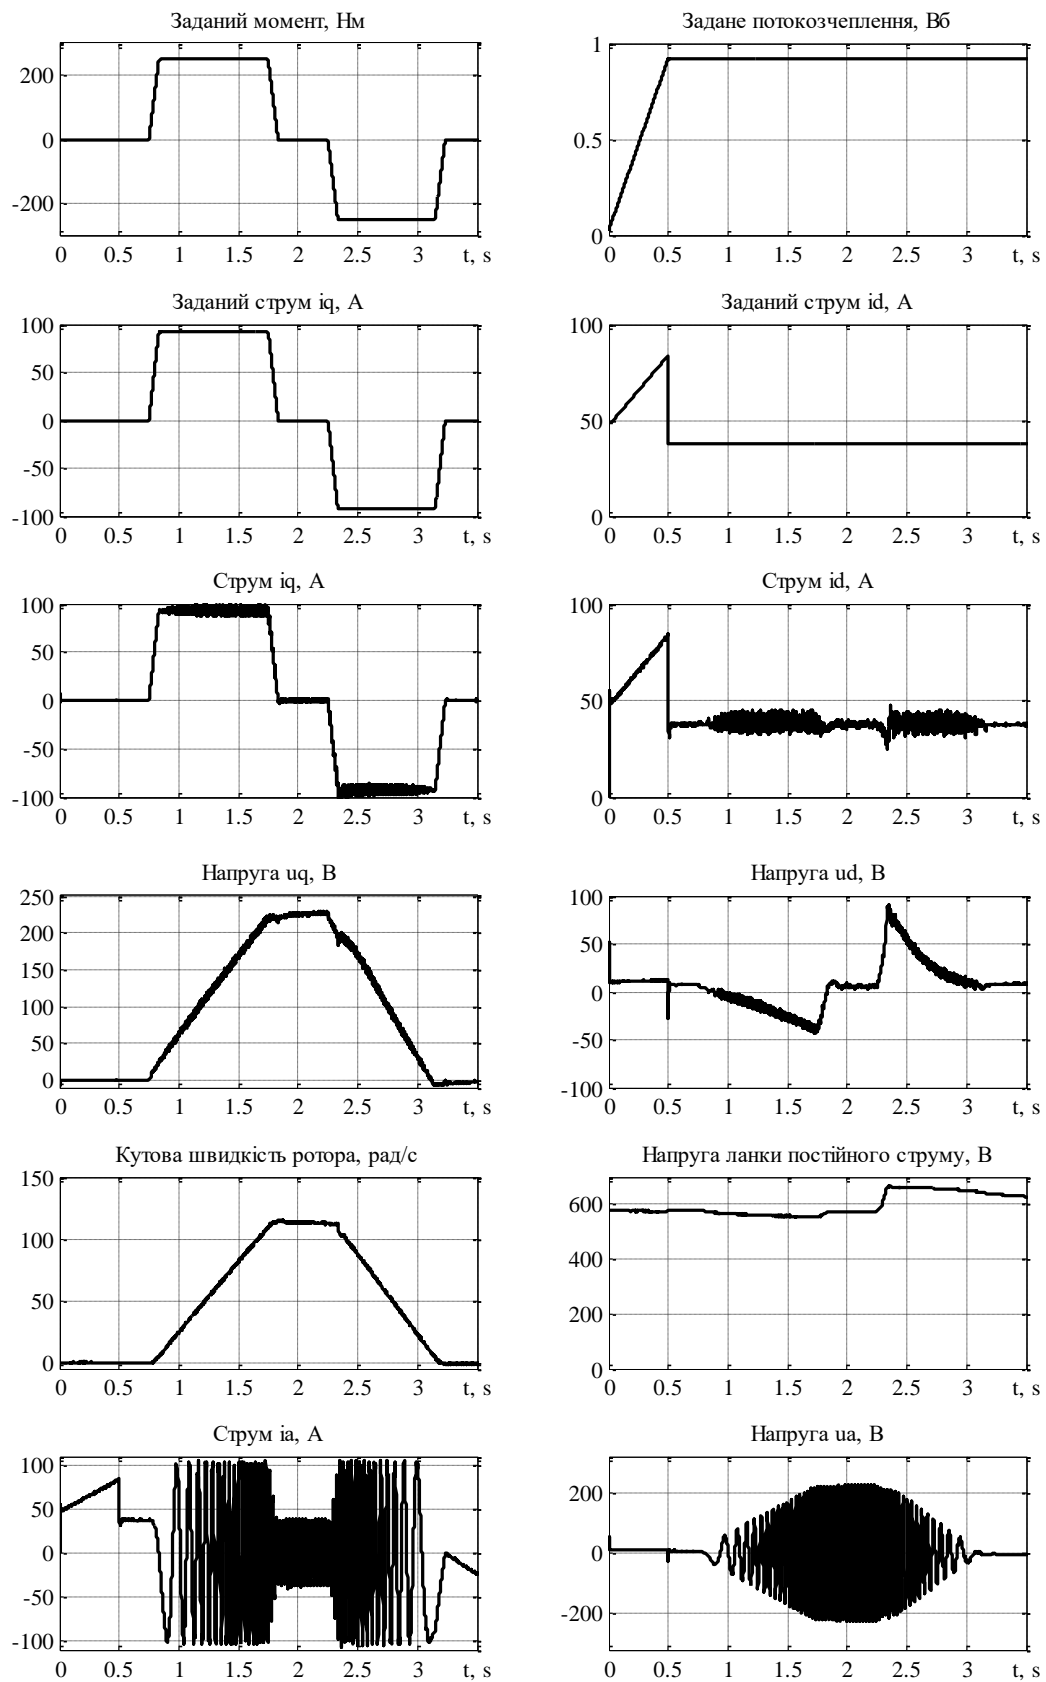 Заданий момент, Нм
200
0
-200
0 0.5 1 1.5 2 2.5 3 t, s
Задане потокозчеплення, Вб
1
0.5
0
0 0.5 1 1.5 2 2.5 3 t, s
Заданий струм iq, А
100
50
0
-50
-100
0 0.5 1 1.5 2 2.5 3 t, s
Заданий струм id, А
100
50
0
0 0.5 1 1.5 2 2.5 3 t, s
Струм iq, А
100
50
0
-50
-100
0 0.5 1 1.5 2 2.5 3 t, s
Струм id, А
100
50
0
0 0.5 1 1.5 2 2.5 3 t, s
Напруга uq, В
250
200
150
100
50
0
0 0.5 1 1.5 2 2.5 3 t, s
Напруга ud, В
100
50
0
-50
-100
0 0.5 1 1.5 2 2.5 3 t, s
Кутова швидкість ротора, рад/с
150
100
50
0
0 0.5 1 1.5 2 2.5 3 t, s
Напруга ланки постійного струму, В
600
400
200
0
0 0.5 1 1.5 2 2.5 3 t, s
Струм ia, А
100
50
0
-50
-100
0 0.5 1 1.5 2 2.5 3 t, s
Напруга ua, В
200
0
-200
0 0.5 1 1.5 2 2.5 3 t, s